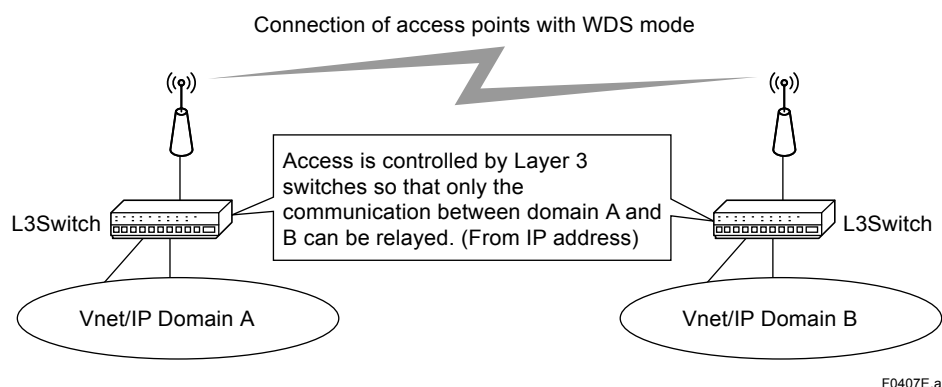 Connection of access points with WDS mode
Access is controlled by Layer 3
switches so that only the
communication between domain A and
B can be relayed. (From IP address)
L3Switch
L3Switch
Vnet/IP Domain A
Vnet/IP Domain B
F0407E.a